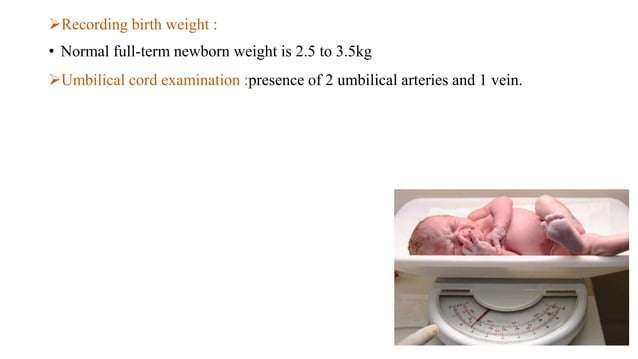 ➢Recording birth weight :
• Normal full-term newborn weight is 2.5 to 3.5kg
➢Umbilical cord examination :presence of 2 umbilical arteries and 1 vein.